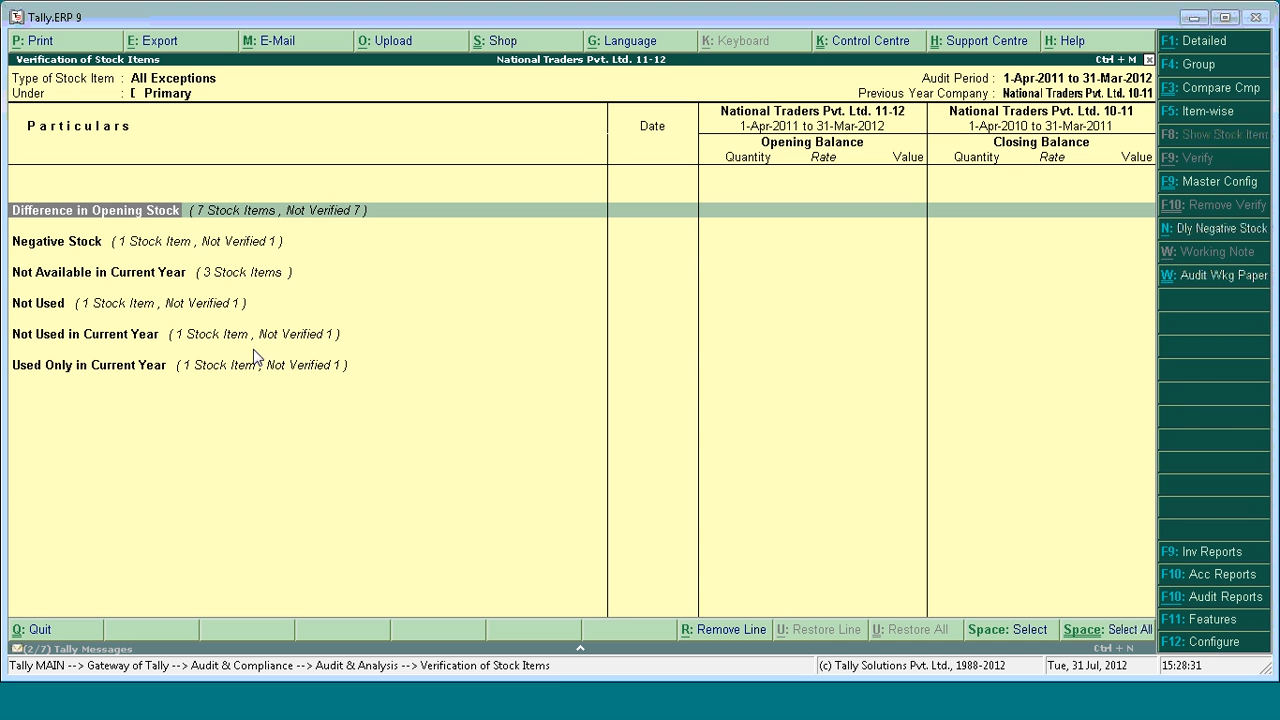 Tally.ERP 9
P: Print E: Export M: E-Mail O: Upload S: Shop G: Language K: Keyboard K: Control Centre H: Support Centre H: Help
Verification of Stock Items National Traders Pvt. Ltd. 11-12 Ctrl + M
Type of Stock Item : All Exceptions Audit Period : 1-Apr-2011 to 31-Mar-2012
Under : [ Primary Previous Year Company : National Traders Pvt. Ltd. 10-11
Particulars Date National Traders Pvt. Ltd. 11-12 National Traders Pvt. Ltd. 10-11
1-Apr-2011 to 31-Mar-2012 1-Apr-2010 to 31-Mar-2011
Opening Balance Closing Balance
Quantity Rate Value Quantity Rate Value
Difference in Opening Stock ( 7 Stock Items , Not Verified 7 )
Negative Stock ( 1 Stock Item , Not Verified 1 )
Not Available in Current Year ( 3 Stock Items )
Not Used ( 1 Stock Item , Not Verified 1 )
Not Used in Current Year ( 1 Stock Item , Not Verified 1 )
Used Only in Current Year ( 1 Stock Item , Not Verified 1 )
F1: Detailed
F4: Group
F3: Compare Cmp
F5: Item-wise
F8: Show Stock Item
F9: Verify
F9: Master Config
F10: Remove Verify
N: Dly Negative Stock
W: Working Note
W: Audit Wkg Paper
F9: Inv Reports
F10: Acc Reports
F10: Audit Reports
F11: Features
F12: Configure
Q: Quit R: Remove Line U: Restore Line U: Restore All Space: Select Space: Select All
(2/7) Tally Messages Ctrl + N
Tally MAIN --> Gateway of Tally --> Audit & Compliance --> Audit & Analysis --> Verification of Stock Items (c) Tally Solutions Pvt. Ltd., 1988-2012 Tue, 31 Jul, 2012 15:28:31